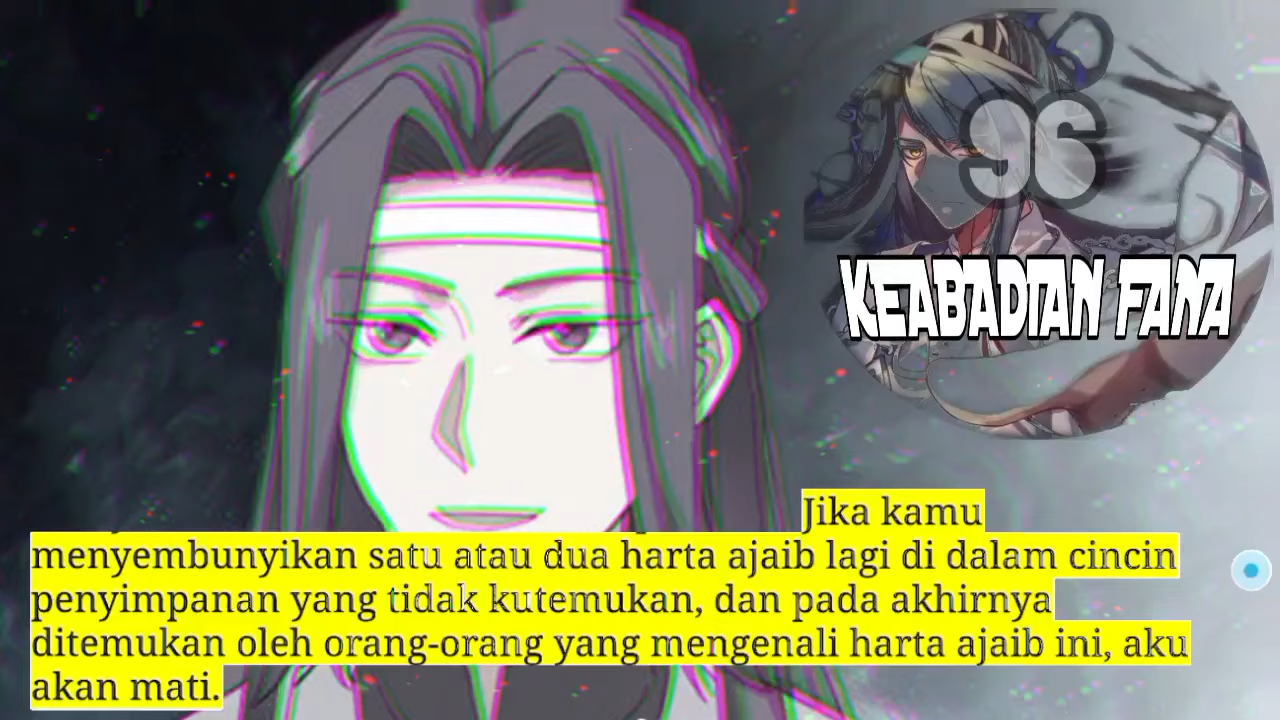 96
KEABADIAN FANA
Jika kamu
menyembunyikan satu atau dua harta ajaib lagi di dalam cincin
penyimpanan yang tidak kutemukan, dan pada akhirnya
ditemukan oleh orang-orang yang mengenali harta ajaib ini, aku
akan mati.